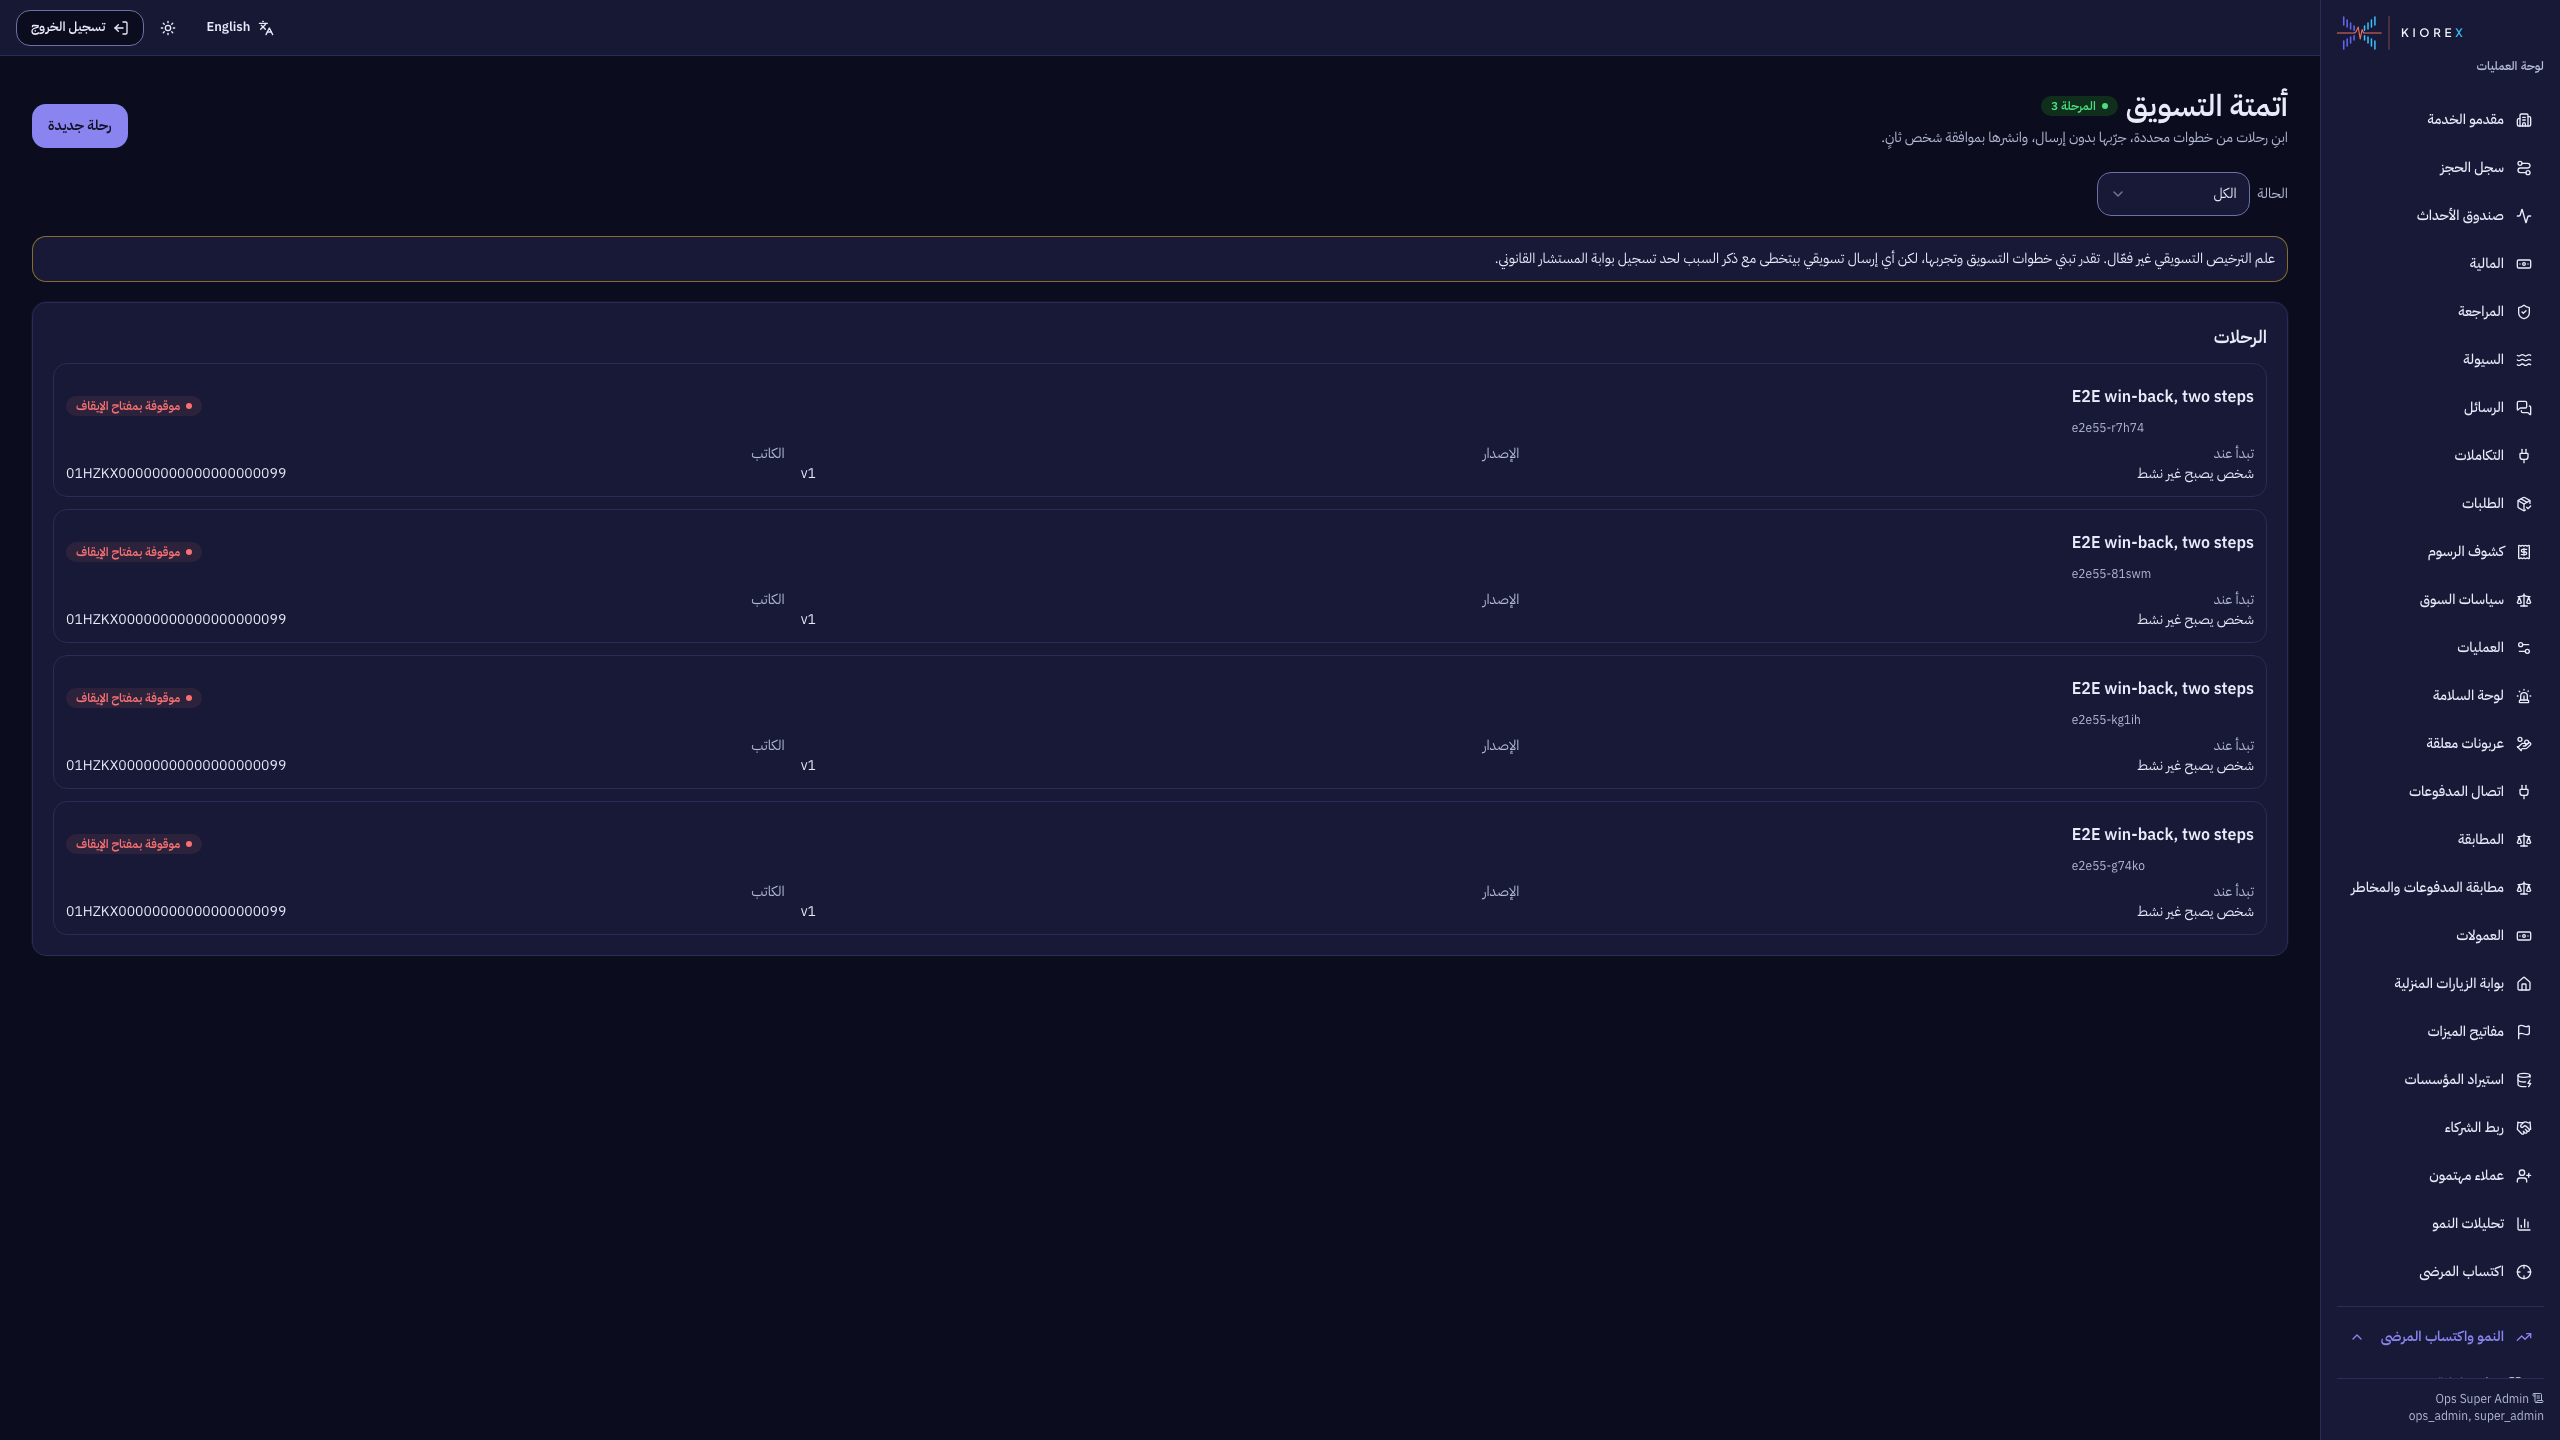 KIOREX
لوحة العمليات
مقدمو الخدمة
سجل الحجز
صندوق الأحداث
المالية
المراجعة
السيولة
الرسائل
التكاملات
الطلبات
كشوف الرسوم
سياسات السوق
العمليات
لوحة السلامة
عربونات معلقة
اتصال المدفوعات
المطابقة
مطابقة المدفوعات والمخاطر
العمولات
بوابة الزيارات المنزلية
مفاتيح الميزات
استيراد المؤسسات
ربط الشركاء
عملاء مهتمون
تحليلات النمو
اكتساب المرضى
النمو واكتساب المرضى
Ops Super Admin
ops_admin, super_admin
English
تسجيل الخروج
أتمتة التسويق
المرحلة 3
ابنِ رحلات من خطوات محددة، جرّبها بدون إرسال، وانشرها بموافقة شخص ثانٍ.
رحلة جديدة
الحالة
الكل
علم الترخيص التسويقي غير فعّال. تقدر تبني خطوات التسويق وتجربها، لكن أي إرسال تسويقي بيتخطى مع ذكر السبب لحد تسجيل بوابة المستشار القانوني.
الرحلات
E2E win-back, two steps
موقوفة بمفتاح الإيقاف
e2e55-r7h74
تبدأ عند الإصدار الكاتب
شخص يصبح غير نشط v1 01HZKX00000000000000000099
E2E win-back, two steps
موقوفة بمفتاح الإيقاف
e2e55-81swm
تبدأ عند الإصدار الكاتب
شخص يصبح غير نشط v1 01HZKX00000000000000000099
E2E win-back, two steps
موقوفة بمفتاح الإيقاف
e2e55-kg1ih
تبدأ عند الإصدار الكاتب
شخص يصبح غير نشط v1 01HZKX00000000000000000099
E2E win-back, two steps
موقوفة بمفتاح الإيقاف
e2e55-g74ko
تبدأ عند الإصدار الكاتب
شخص يصبح غير نشط v1 01HZKX00000000000000000099